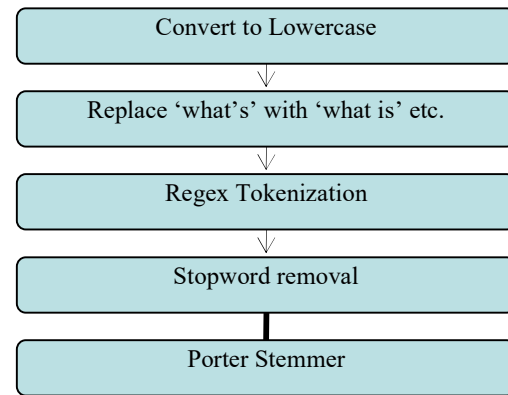 Convert to Lowercase
Replace ‘what’s’ with ‘what is’ etc.
Regex Tokenization
Stopword removal
Porter Stemmer